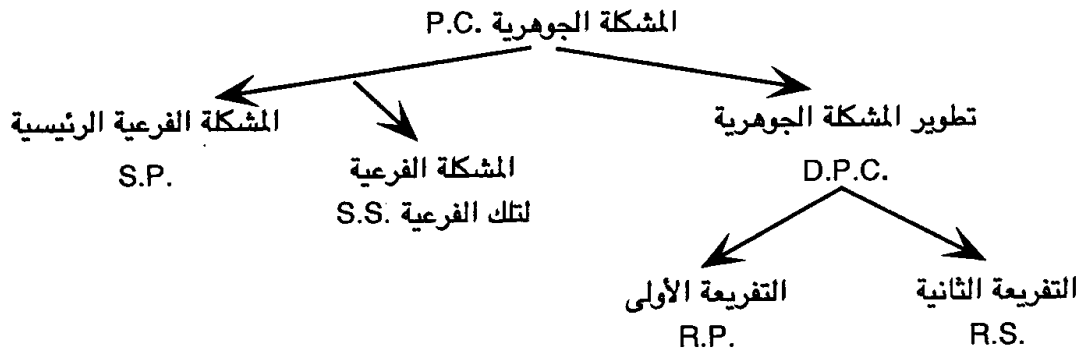 المشكلة الجوهرية P.C.
تطوير المشكلة الجوهرية
D.P.C.
المشكلة الفرعية الرئيسية
S.P.
المشكلة الفرعية
لتلك الفرعية S.S.
التفريعة الثانية
R.S.
التفريعة الأولى
R.P.